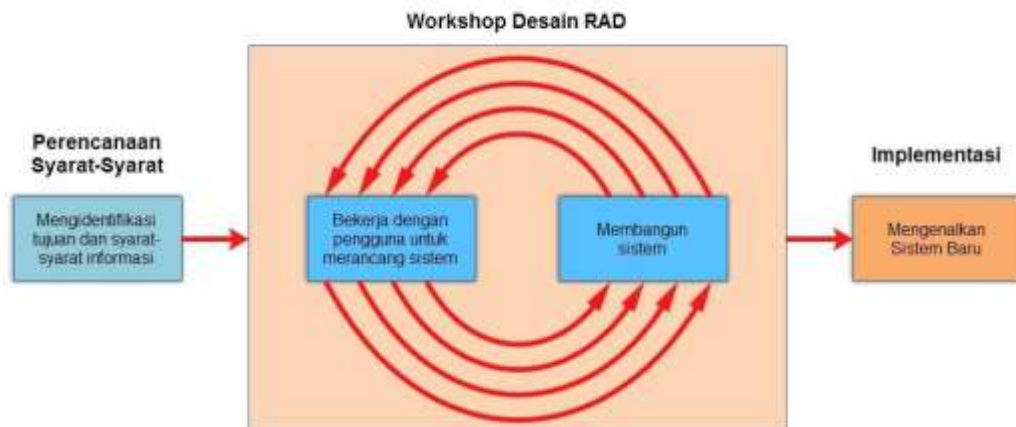 Workshop Desain RAD
Perencanaan
Syarat-Syarat
Mengidentifikasi
tujuan dan syarat-
syarat informasi
Bekerja dengan
pengguna untuk
merancang sistem
Membangun
sistem
Implementasi
Mengenalkan
Sistem Baru